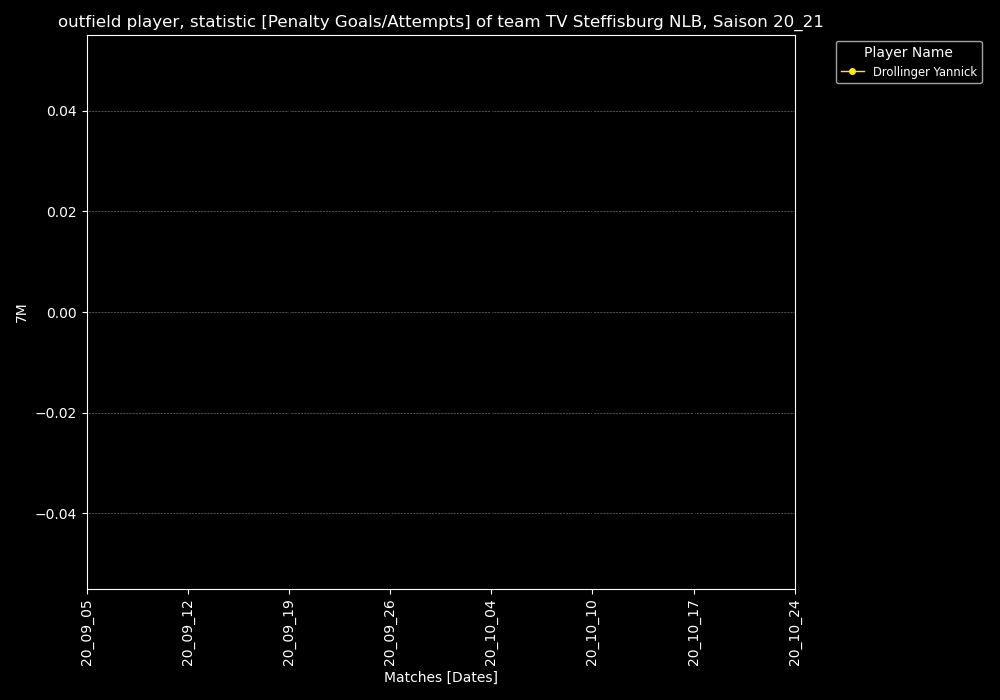 outfield player, statistic [Penalty Goals/Attempts] of team TV Steffisburg NLB, Saison 20_21
Player Name
Drollinger Yannick
7M
0.04
0.02
0.00
−0.02
−0.04
20_09_05
20_09_12
20_09_19
20_09_26
20_10_04
20_10_10
20_10_17
20_10_24
Matches [Dates]